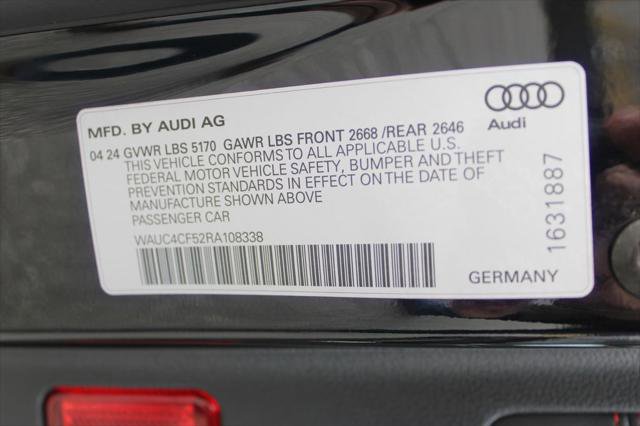 MFD. BY AUDI AG
Audi
04 24 GVWR LBS 5170 GAWR LBS FRONT 2668 /REAR 2646
THIS VEHICLE CONFORMS TO ALL APPLICABLE U.S.
FEDERAL MOTOR VEHICLE SAFETY, BUMPER AND THEFT
PREVENTION STANDARDS IN EFFECT ON THE DATE OF
MANUFACTURE SHOWN ABOVE
PASSENGER CAR
WAUC4CF52RA108338
GERMANY
1631887